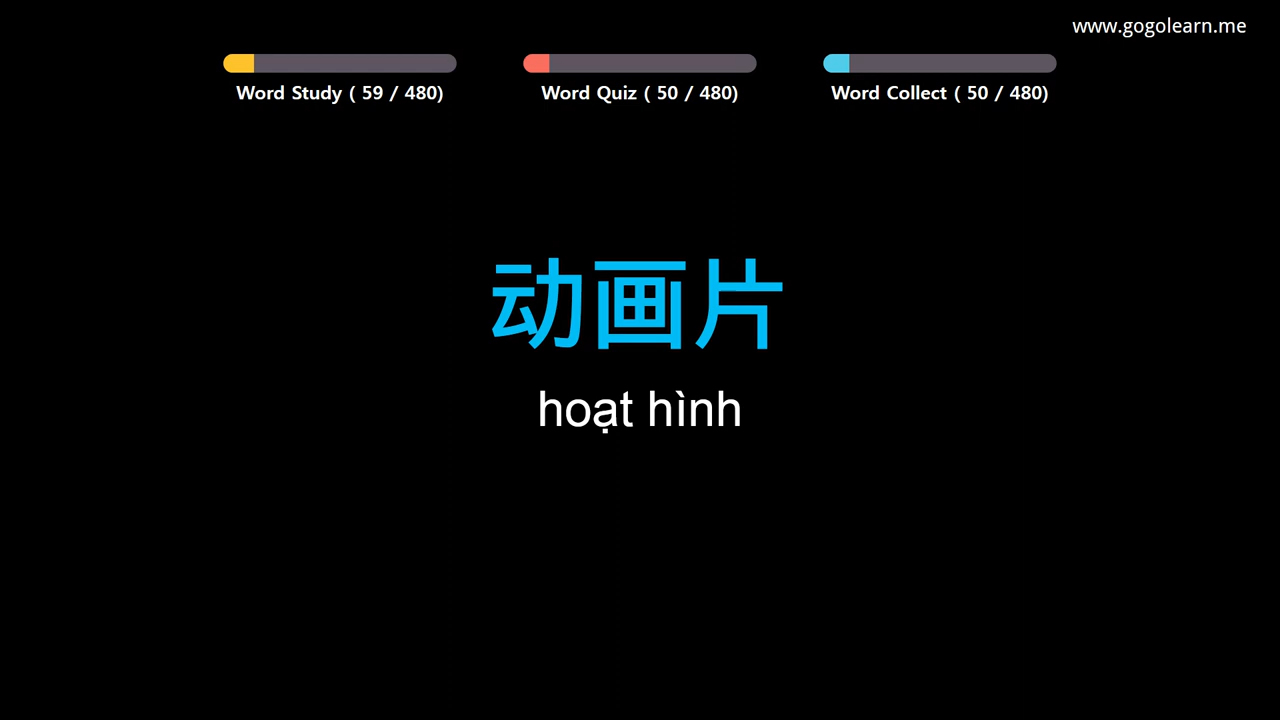 www.gogolearn.me
Word Study ( 59 / 480)
Word Quiz ( 50 / 480)
Word Collect ( 50 / 480)
动画片
hoạt hình